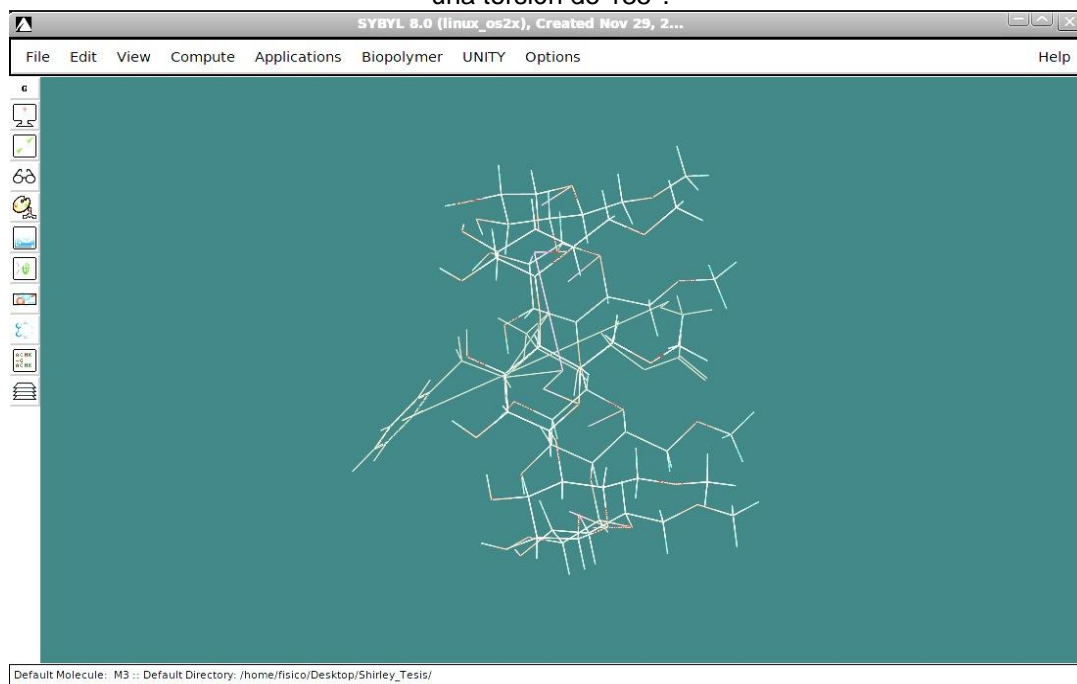 una torsión de 180°.
SYBYL 8.0 (linux_os2x), Created Nov 29, 2...
File Edit View Compute Applications Biopolymer UNITY Options Help
G
Default Molecule: M3 :: Default Directory: /home/fisico/Desktop/Shirley_Tesis/